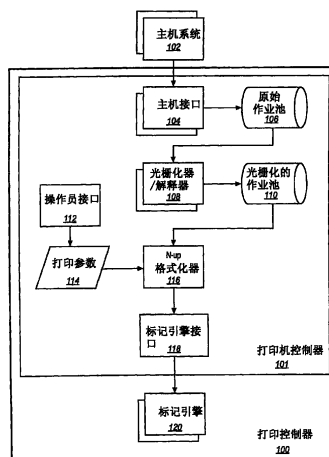 主机系统
102
主机接口
104
原始
作业池
106
光栅化器
/解释器
108
光栅化的
作业池
110
操作员接口
112
打印参数
114
N-up
格式化器
116
标记引擎接
口
118
打印机控制器
101
标记引擎
120
打印控制器
100